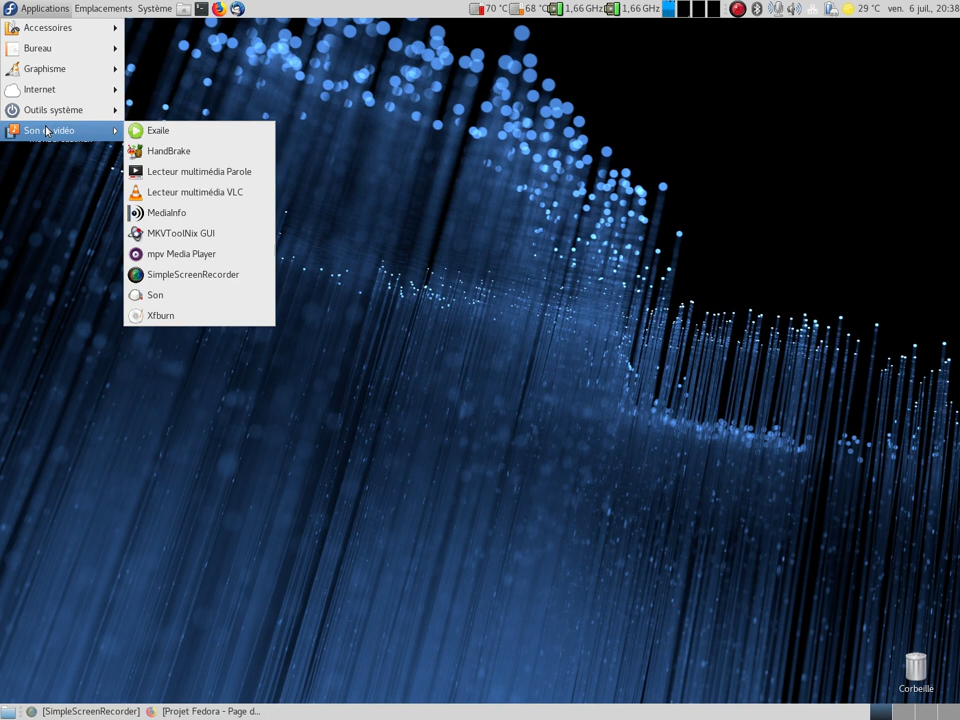 Applications Emplacements Système 70 °C 68 °C 1,66 GHz 1,66 GHz 29 °C ven. 6 juil., 20:38
Accessoires
Bureau
Graphisme
Internet
Outils système
Son vidéo
Exaile
HandBrake
Lecteur multimédia Parole
Lecteur multimédia VLC
MediaInfo
MKVToolNix GUI
mpv Media Player
SimpleScreenRecorder
Son
Xfburn
Corbeille
[SimpleScreenRecorder] [Projet Fedora - Page d...